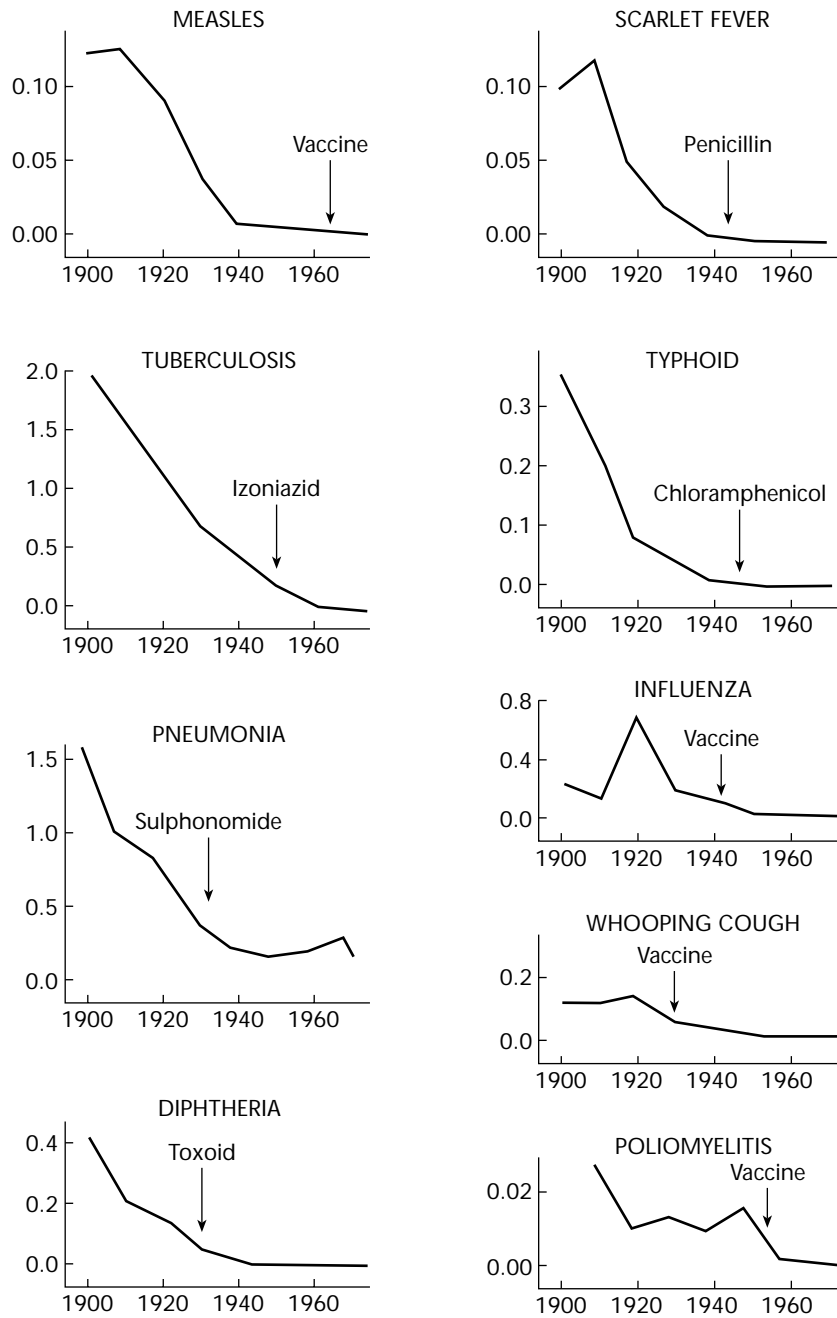 MEASLES
0.10
0.05
0.00
Vaccine
1900 1920 1940 1960
SCARLET FEVER
0.10
0.05
0.00
Penicillin
1900 1920 1940 1960
TUBERCULOSIS
2.0
1.5
1.0
0.5
0.0
Izoniazid
1900 1920 1940 1960
TYPHOID
0.3
0.2
0.1
0.0
Chloramphenicol
1900 1920 1940 1960
PNEUMONIA
1.5
1.0
0.5
0.0
Sulphonomide
1900 1920 1940 1960
INFLUENZA
0.8
0.4
0.0
Vaccine
1900 1920 1940 1960
WHOOPING COUGH
Vaccine
0.2
0.0
1900 1920 1940 1960
DIPHTHERIA
0.4
0.2
0.0
Toxoid
1900 1920 1940 1960
POLIOMYELITIS
Vaccine
0.02
0.00
1900 1920 1940 1960